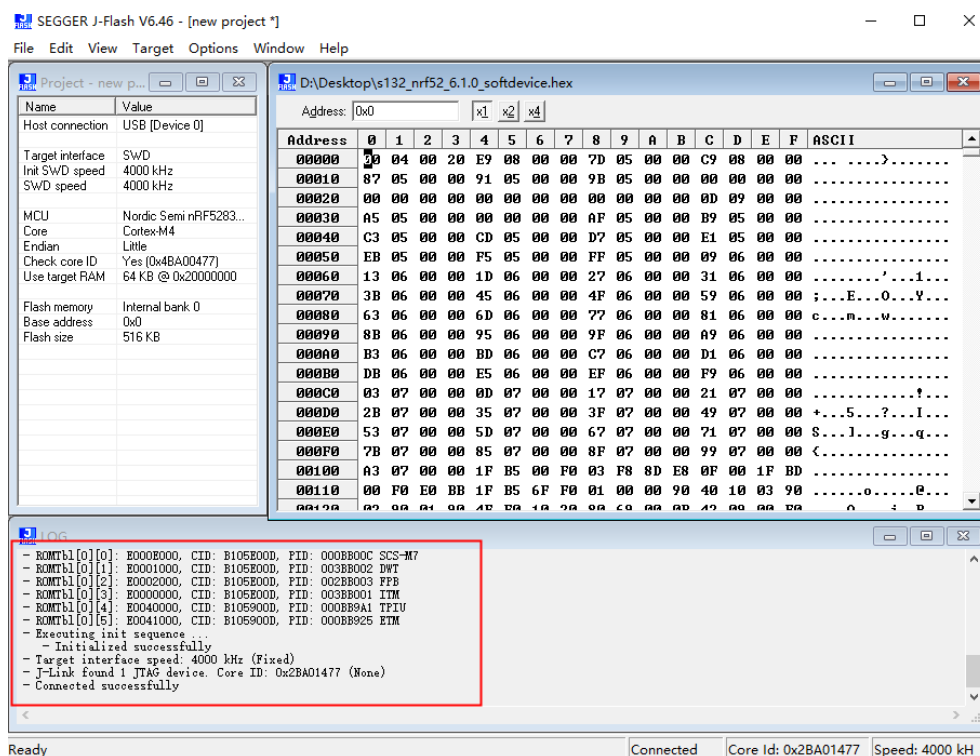 SEGGER J-Flash V6.46 - [new project *]
File Edit View Target Options Window Help
Project - new p...
Name Value
Host connection USB [Device 0]
Target interface SWD
Init SWD speed 4000 kHz
SWD speed 4000 kHz
MCU Nordic Semi nRF5283...
Core Cortex-M4
Endian Little
Check core ID Yes (0x4BA00477)
Use target RAM 64 KB @ 0x20000000
Flash memory Internal bank 0
Base address 0x0
Flash size 516 KB
D:\Desktop\s132_nrf52_6.1.0_softdevice.hex
Address: 0x0 x1 x2 x4
Address 0 1 2 3 4 5 6 7 8 9 A B C D E F ASCII
00000 00 04 00 20 E9 08 00 00 7D 05 00 00 C9 08 00 00 ... ....}.......
00010 87 05 00 00 91 05 00 00 9B 05 00 00 00 00 00 00 ................
00020 00 00 00 00 00 00 00 00 00 00 00 00 0D 09 00 00 ................
00030 A5 05 00 00 00 00 00 00 AF 05 00 00 B9 05 00 00 ................
00040 C3 05 00 00 CD 05 00 00 D7 05 00 00 E1 05 00 00 ................
00050 EB 05 00 00 F5 05 00 00 FF 05 00 00 09 06 00 00 ................
00060 13 06 00 00 1D 06 00 00 27 06 00 00 31 06 00 00 ........'...1...
00070 3B 06 00 00 45 06 00 00 4F 06 00 00 59 06 00 00 ;...E...O...Y...
00080 63 06 00 00 6D 06 00 00 77 06 00 00 81 06 00 00 c...m...w.......
00090 8B 06 00 00 95 06 00 00 9F 06 00 00 A9 06 00 00 ................
000A0 B3 06 00 00 BD 06 00 00 C7 06 00 00 D1 06 00 00 ................
000B0 DB 06 00 00 E5 06 00 00 EF 06 00 00 F9 06 00 00 ................
000C0 03 07 00 00 0D 07 00 00 17 07 00 00 21 07 00 00 ............!...
000D0 2B 07 00 00 35 07 00 00 3F 07 00 00 49 07 00 00 +...5...?...I...
000E0 53 07 00 00 5D 07 00 00 67 07 00 00 71 07 00 00 S...]...g...q...
000F0 7B 07 00 00 85 07 00 00 8F 07 00 00 99 07 00 00 {...............
00100 A3 07 00 00 1F B5 00 F0 03 F8 8D E8 0F 00 1F BD ................
00110 00 F0 E0 BB 1F B5 6F F0 01 00 00 90 40 10 03 90 ......o.....@...
LOG
- ROMTbl[0][0]: E000E000, CID: B105E00D, PID: 000BB00C SCS-M7
- ROMTbl[0][1]: E0001000, CID: B105E00D, PID: 003BB002 DWT
- ROMTbl[0][2]: E0002000, CID: B105E00D, PID: 002BB003 FPB
- ROMTbl[0][3]: E0000000, CID: B105E00D, PID: 003BB001 ITM
- ROMTbl[0][4]: E0040000, CID: B105900D, PID: 000BB9A1 TPIU
- ROMTbl[0][5]: E0041000, CID: B105900D, PID: 000BB925 ETM
- Executing init sequence ...
- Initialized successfully
- Target interface speed: 4000 kHz (Fixed)
- J-Link found 1 JTAG device. Core ID: 0x2BA01477 (None)
- Connected successfully
Ready Connected Core Id: 0x2BA01477 Speed: 4000 kH